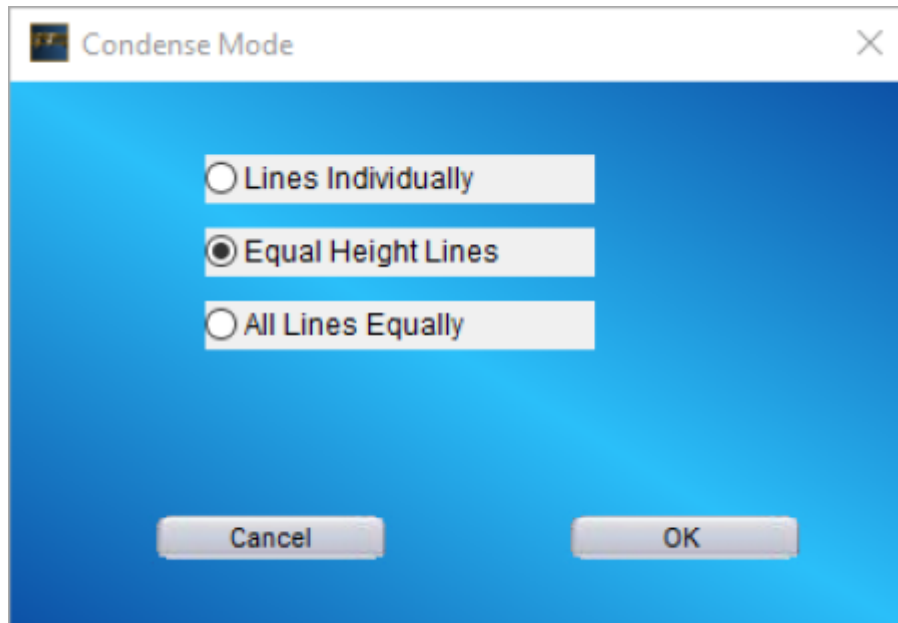 Condense Mode
Lines Individually
Equal Height Lines
All Lines Equally
Cancel
OK